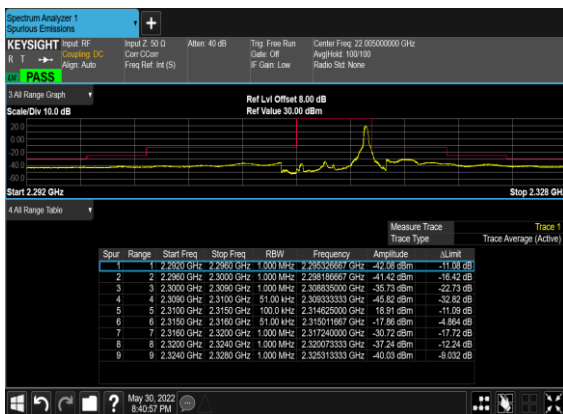 Spectrum Analyzer 1
Spurious Emissions
KEYSIGHT Input: RF Input Z: 50 Ω Atten: 40 dB Trig: Free Run Center Freq: 22.005000000 GHz
R T Coupling: DC Corr CCorr Gate: Off Avg|Hold: 100/100
Align: Auto Freq Ref: Int (S) IF Gain: Low Radio Std: None
PASS
3 All Range Graph
Ref Lvl Offset 8.00 dB
Scale/Div 10.0 dB Ref Value 30.00 dBm
20.0
0.00
-20.0
-40.0
-60.0
Start 2.292 GHz Stop 2.328 GHz
4 All Range Table
Measure Trace Trace 1
Trace Type Trace Average (Active)
Spur Range Start Freq Stop Freq RBW Frequency Amplitude ΔLimit
1 1 2.2920 GHz 2.2960 GHz 1.000 MHz 2.295326667 GHz -42.08 dBm -11.08 dB
2 2 2.2960 GHz 2.3000 GHz 1.000 MHz 2.298186667 GHz -41.42 dBm -16.42 dB
3 3 2.3000 GHz 2.3090 GHz 1.000 MHz 2.308835000 GHz -35.73 dBm -22.73 dB
4 4 2.3090 GHz 2.3100 GHz 51.00 kHz 2.309333333 GHz -45.82 dBm -32.82 dB
5 5 2.3100 GHz 2.3150 GHz 100.0 kHz 2.314625000 GHz 18.91 dBm -11.09 dB
6 6 2.3150 GHz 2.3160 GHz 51.00 kHz 2.315011667 GHz -17.86 dBm -4.864 dB
7 7 2.3160 GHz 2.3200 GHz 1.000 MHz 2.317240000 GHz -30.72 dBm -17.72 dB
8 8 2.3200 GHz 2.3240 GHz 1.000 MHz 2.320073333 GHz -37.24 dBm -12.24 dB
9 9 2.3240 GHz 2.3280 GHz 1.000 MHz 2.325313333 GHz -40.03 dBm -9.032 dB
May 30, 2022
8:40:57 PM